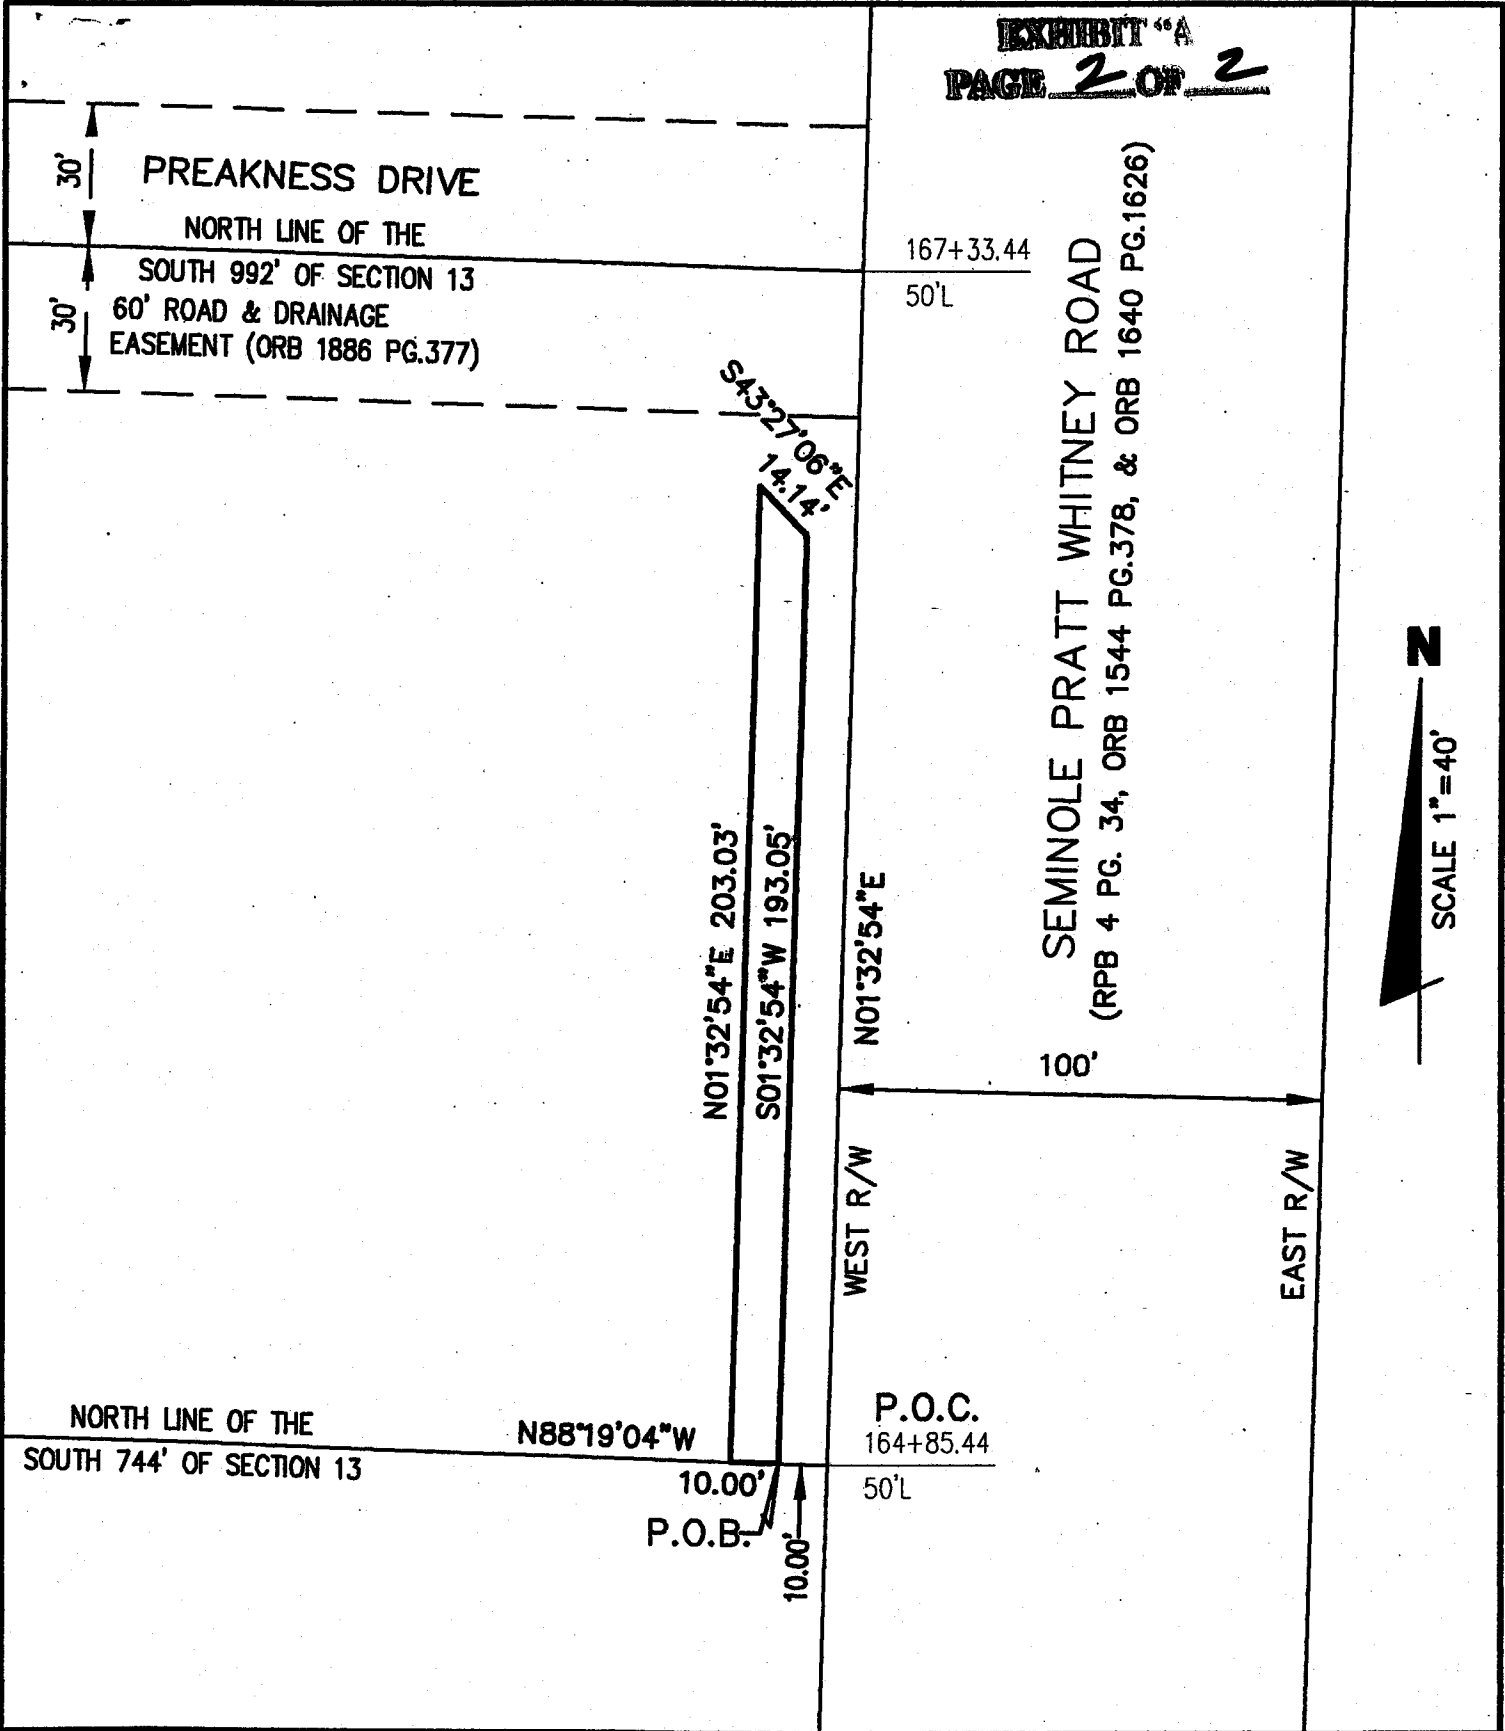 EXHIBIT "A
PAGE 2 OF 2
30'
PREAKNESS DRIVE
NORTH LINE OF THE
SOUTH 992' OF SECTION 13
30'
60' ROAD & DRAINAGE
EASEMENT (ORB 1886 PG.377)
167+33.44
50'L
S43°27'06"E
14.14'
SEMINOLE PRATT WHITNEY ROAD
(RPB 4 PG. 34, ORB 1544 PG.378, & ORB 1640 PG.1626)
N
SCALE 1"=40'
N01°32'54"E 203.03'
S01°32'54"W 193.05'
N01°32'54"E
100'
WEST R/W
EAST R/W
NORTH LINE OF THE
SOUTH 744' OF SECTION 13
N88°19'04"W
10.00'
P.O.B.
10.00'
P.O.C.
164+85.44
50'L